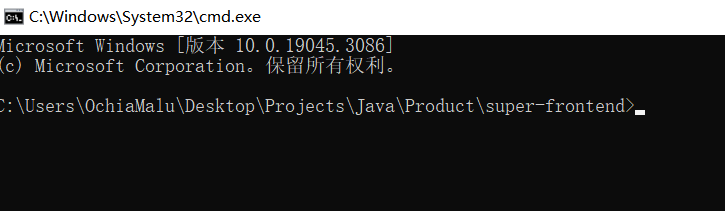 C:\Windows\System32\cmd.exe
Microsoft Windows [版本 10.0.19045.3086]
(c) Microsoft Corporation。保留所有权利。
C:\Users\OchiaMalu\Desktop\Projects\Java\Product\super-frontend>